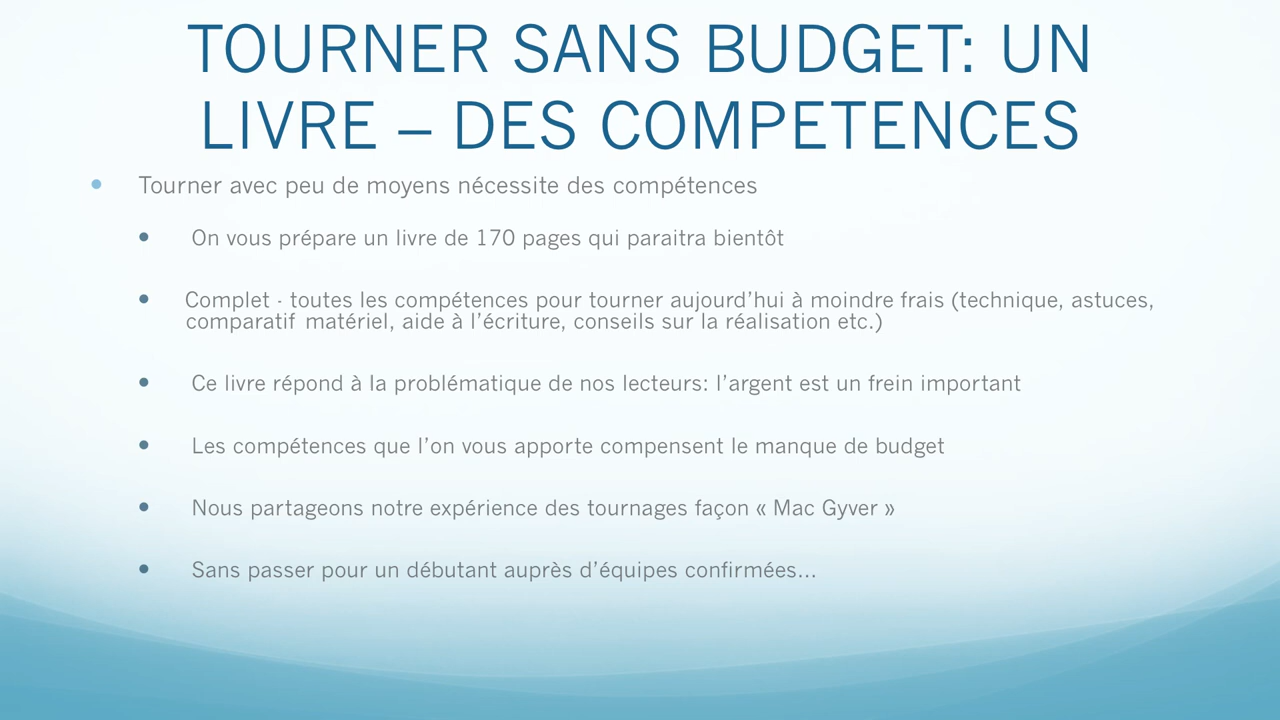 TOURNER SANS BUDGET: UN
LIVRE – DES COMPETENCES
• Tourner avec peu de moyens nécessite des compétences
• On vous prépare un livre de 170 pages qui paraitra bientôt
• Complet - toutes les compétences pour tourner aujourd’hui à moindre frais (technique, astuces,
comparatif matériel, aide à l’écriture, conseils sur la réalisation etc.)
• Ce livre répond à la problématique de nos lecteurs: l’argent est un frein important
• Les compétences que l’on vous apporte compensent le manque de budget
• Nous partageons notre expérience des tournages façon « Mac Gyver »
• Sans passer pour un débutant auprès d’équipes confirmées...